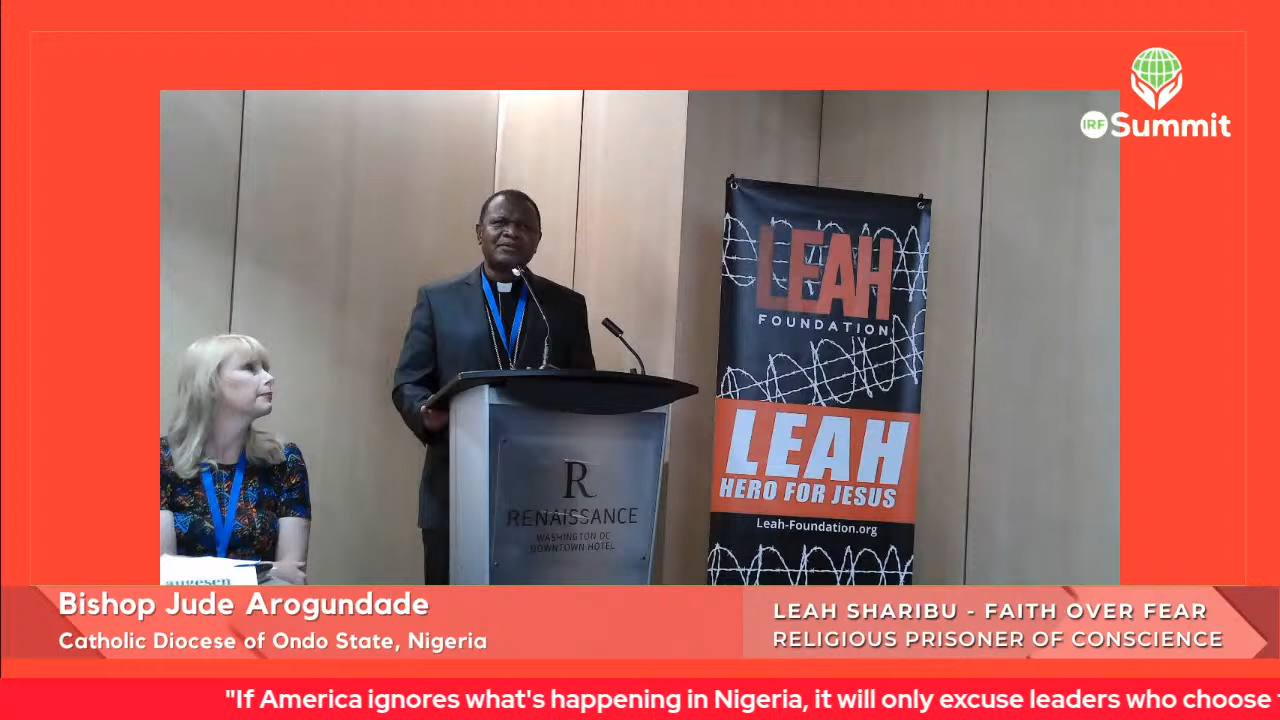 IRF Summit
LEAH
FOUNDATION
LEAH
HERO FOR JESUS
Leah-Foundation.org
R
RENAISSANCE
WASHINGTON DC
DOWNTOWN HOTEL
Bishop Jude Arogundade
Catholic Diocese of Ondo State, Nigeria
LEAH SHARIBU - FAITH OVER FEAR
RELIGIOUS PRISONER OF CONSCIENCE
"If America ignores what's happening in Nigeria, it will only excuse leaders who choose